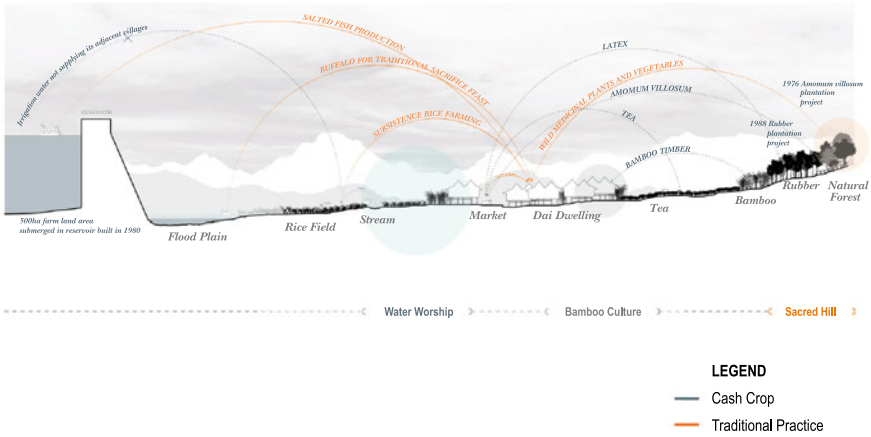 SALTED FISH PRODUCTION
Irrigation water not supplying its adjacent villages
BUFFALO FOR TRADITIONAL SACRIFICE FEAST
SUBSISTENCE RICE FARMING
LATEX
WILD MEDICINAL PLANTS AND VEGETABLES
AMOMUM VILLOSUM
TEA
BAMBOO TIMBER
1976 Amomum villosum
plantation
project
1988 Rubber
plantation
project
RESERVOIR
500ha farm land area
submerged in reservoir built in 1980
Flood Plain
Rice Field
Stream
Market
Dai Dwelling
Tea
Bamboo
Rubber
Natural
Forest
Water Worship
Bamboo Culture
Sacred Hill
LEGEND
Cash Crop
Traditional Practice